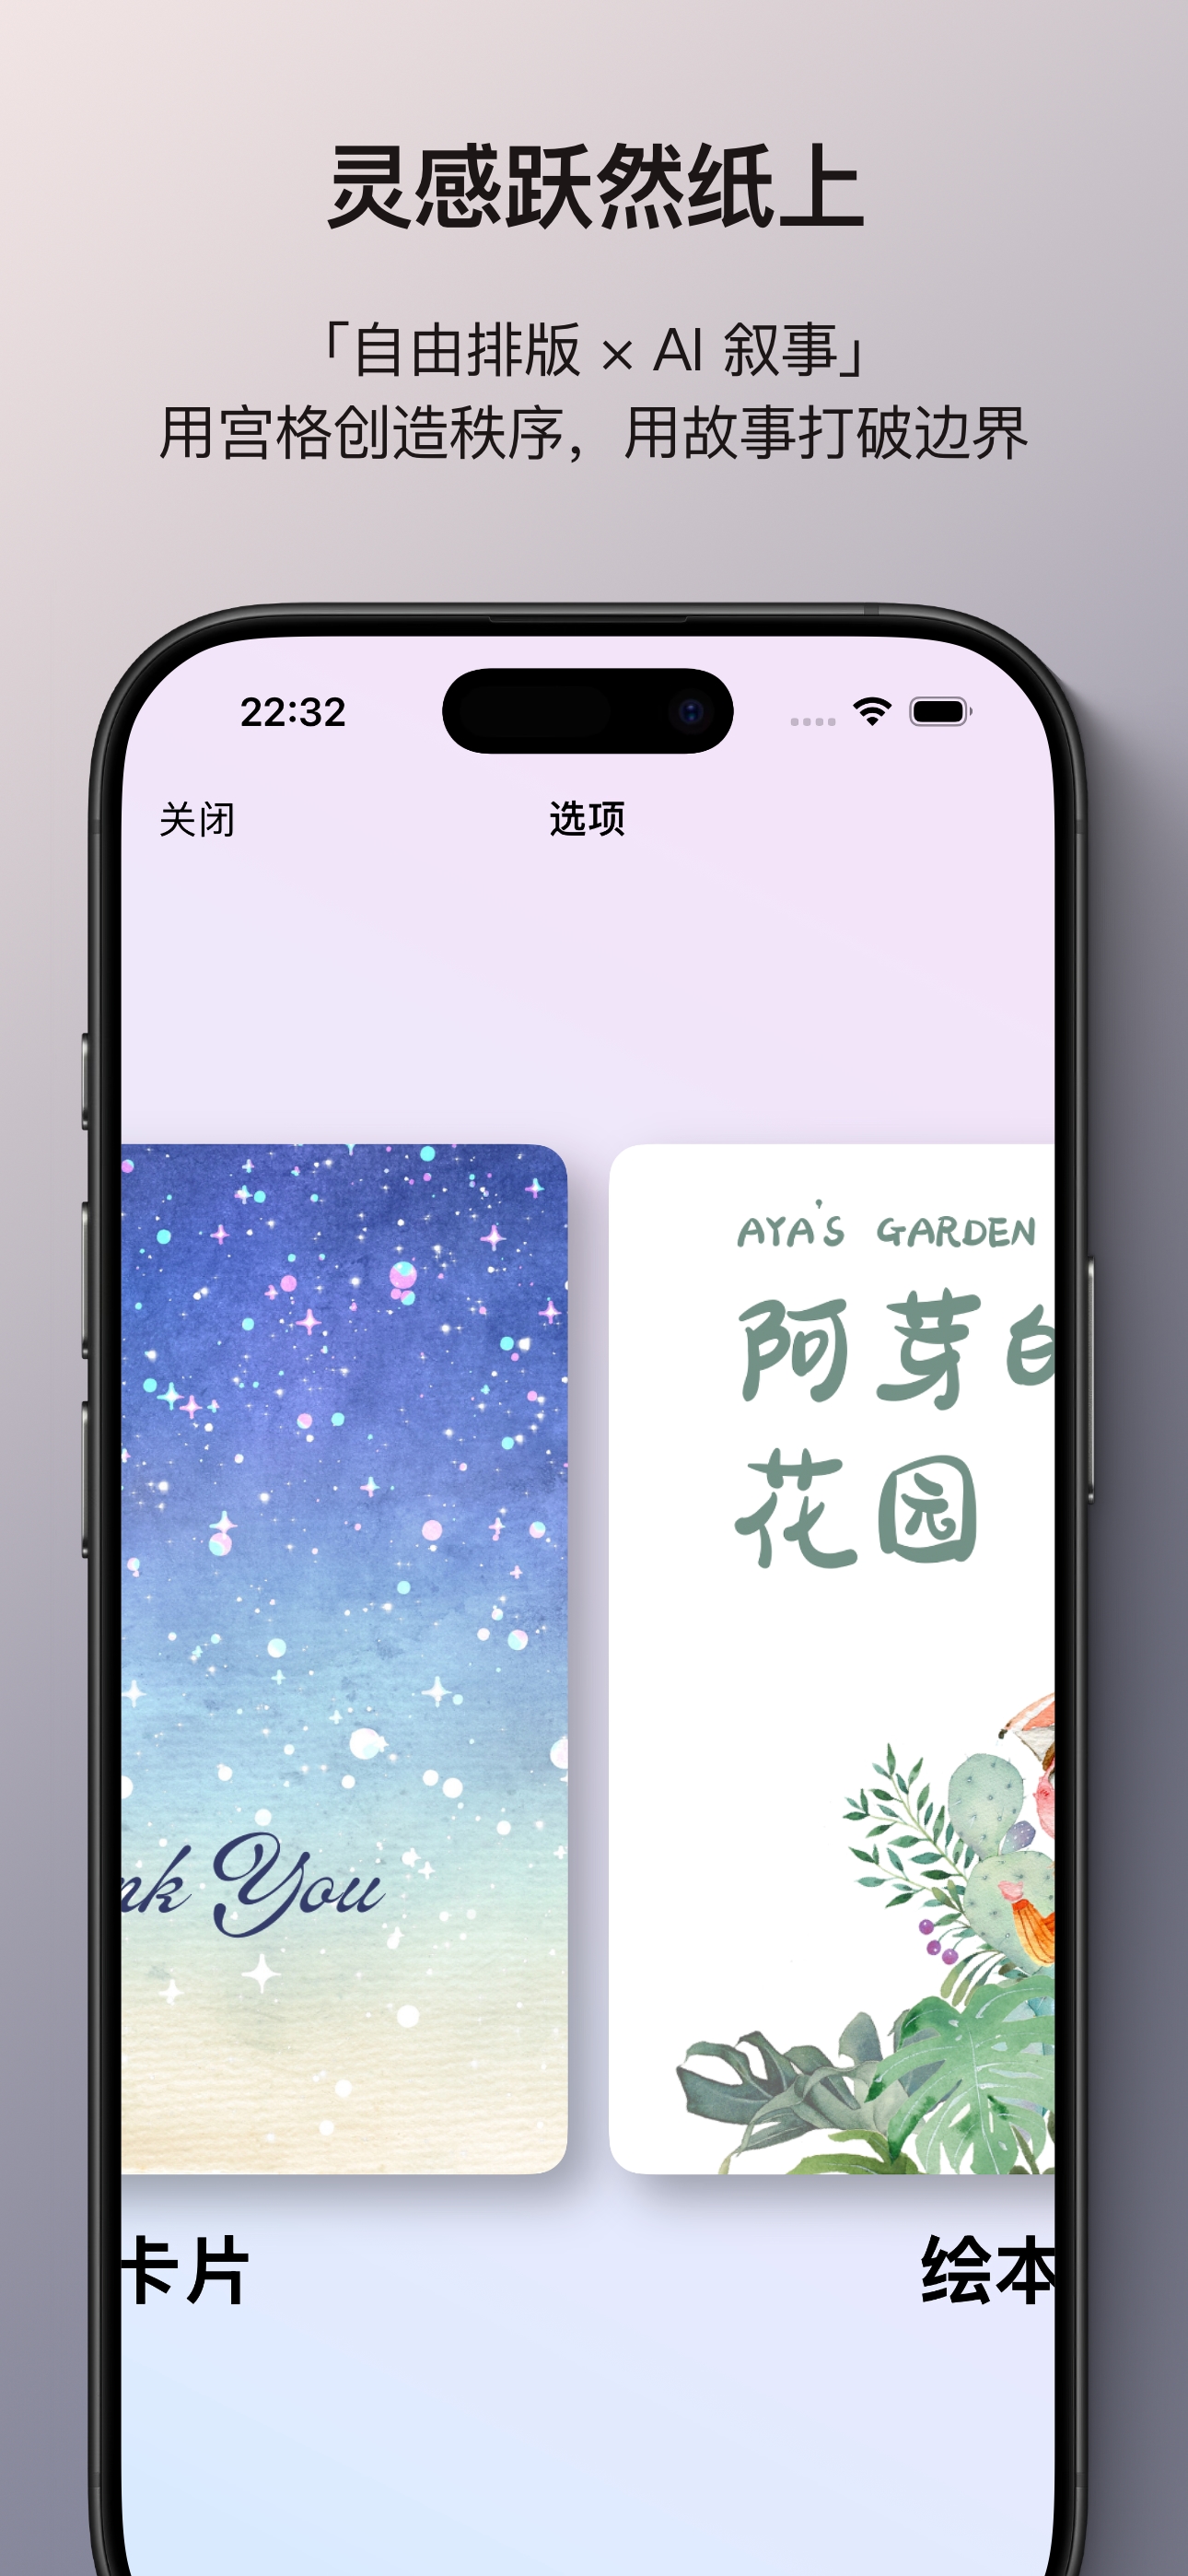 灵感跃然纸上
「自由排版 × AI 叙事」
用宫格创造秩序，用故事打破边界
22:32
关闭
选项
nk You
AYA'S GARDEN
阿芽的
花园
卡片
绘本